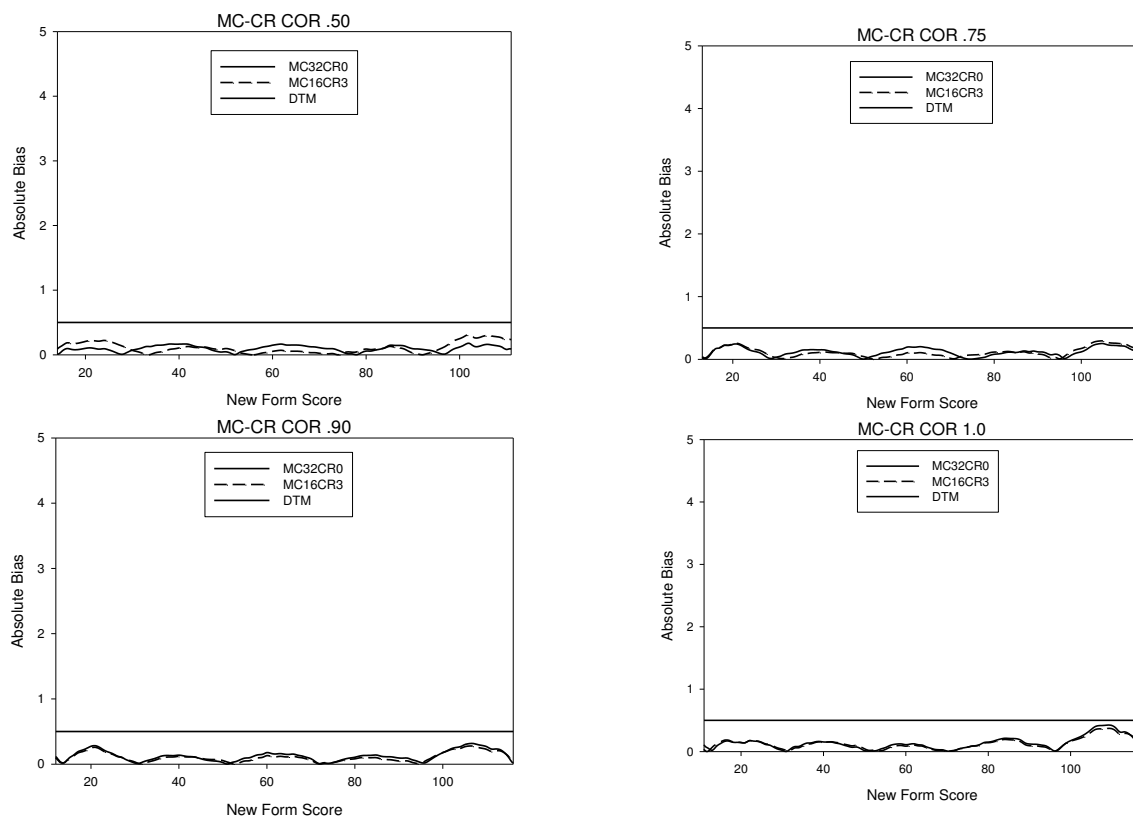 MC-CR COR .50
5
4
3
2
1
0
Absolute Bias
MC32CR0
MC16CR3
DTM
20 40 60 80 100
New Form Score
MC-CR COR .75
5
4
3
2
1
0
Absolute Bias
MC32CR0
MC16CR3
DTM
20 40 60 80 100
New Form Score
MC-CR COR .90
5
4
3
2
1
0
Absolute Bias
MC32CR0
MC16CR3
DTM
20 40 60 80 100
New Form Score
MC-CR COR 1.0
5
4
3
2
1
0
Absolute Bias
MC32CR0
MC16CR3
DTM
20 40 60 80 100
New Form Score